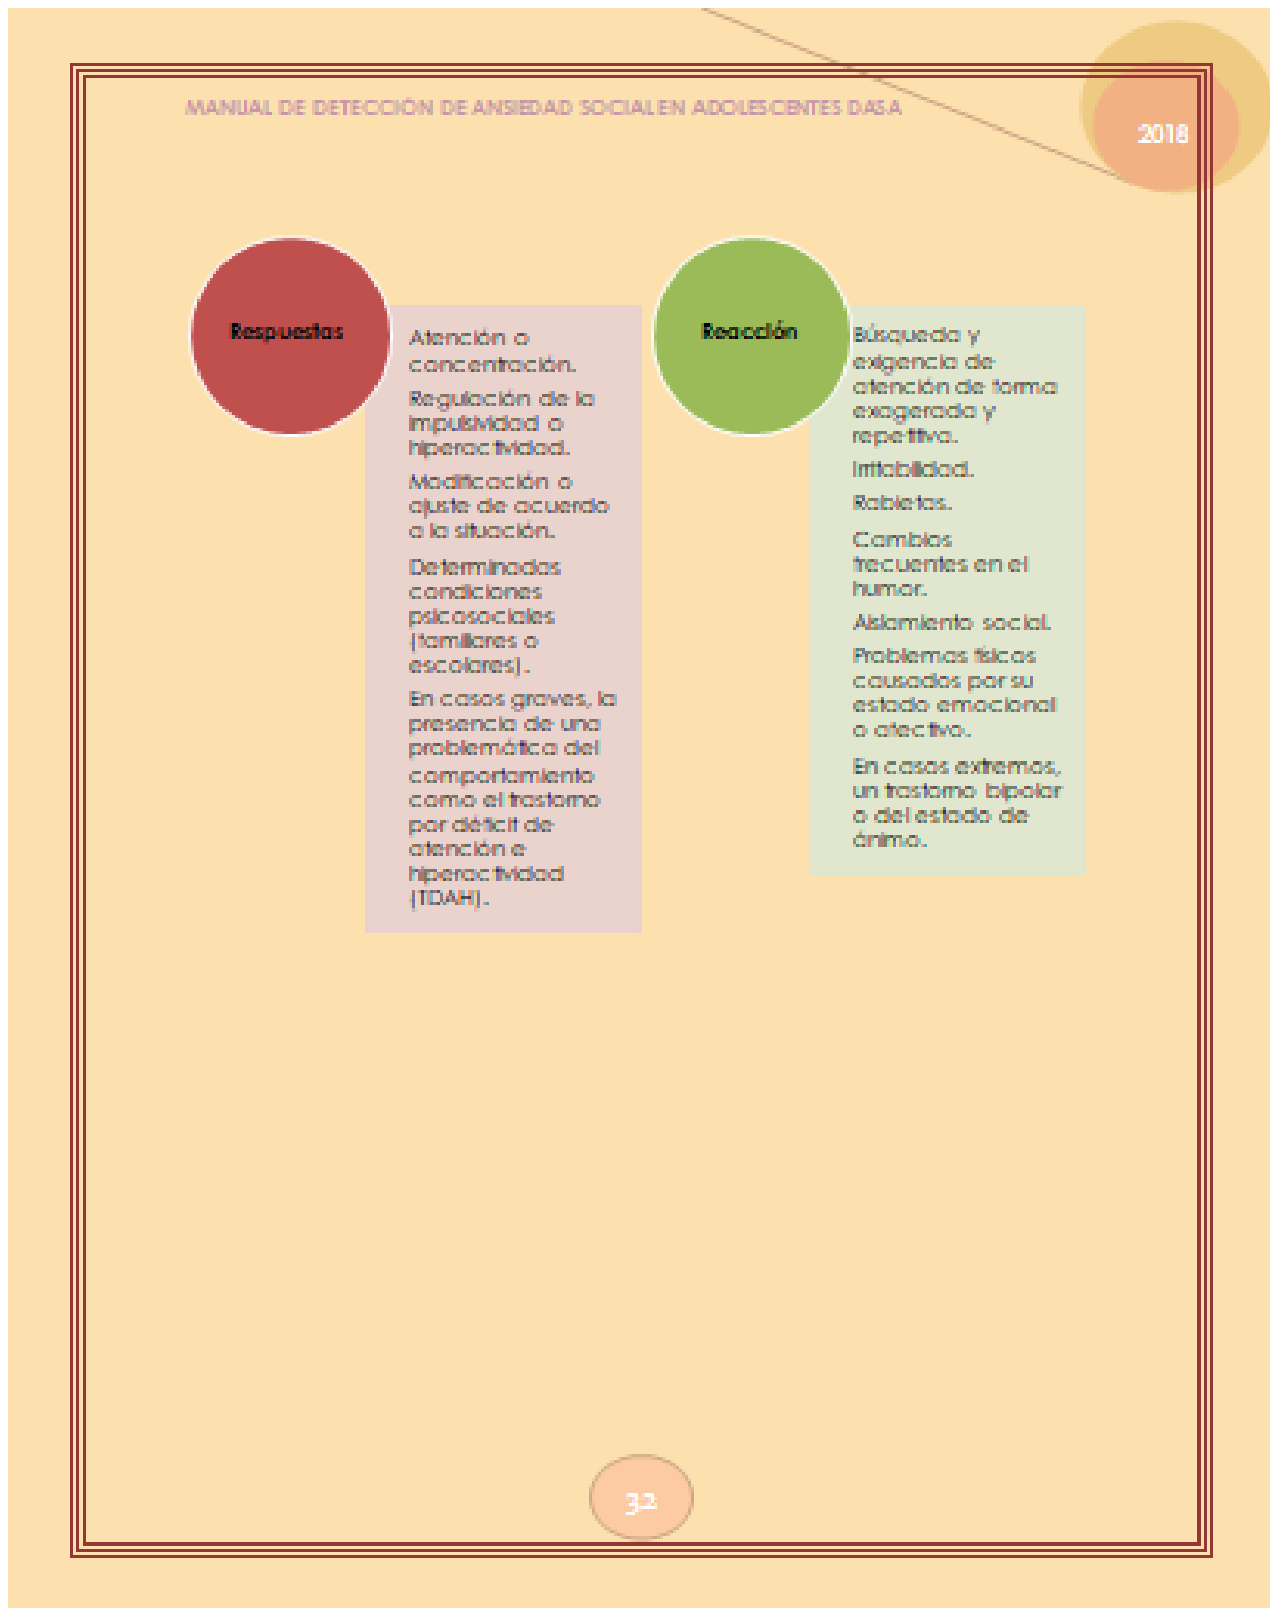 MANUAL DE DETECCIÓN DE ANSIEDAD SOCIAL EN ADOLESCENTES DASA
2018
Respuestas
Atención o
concentración.
Regulación de la
impulsividad o
hiperactividad.
Modificación o
ajuste de acuerdo
a la situación.
Determinadas
condiciones
psicosociales
(familiares o
escolares).
En casos graves, la
presencia de una
problemática del
comportamiento
como el trastorno
por déficit de
atención e
hiperactividad
(TDAH).
Reacción
Búsqueda y
exigencia de
atención de forma
exagerada y
repetitiva.
Irritabilidad.
Rabietas.
Cambios
frecuentes en el
humor.
Aislamiento social.
Problemas físicos
causados por su
estado emocional
o afectivo.
En casos extremos,
un trastorno bipolar
o del estado de
ánimo.
32